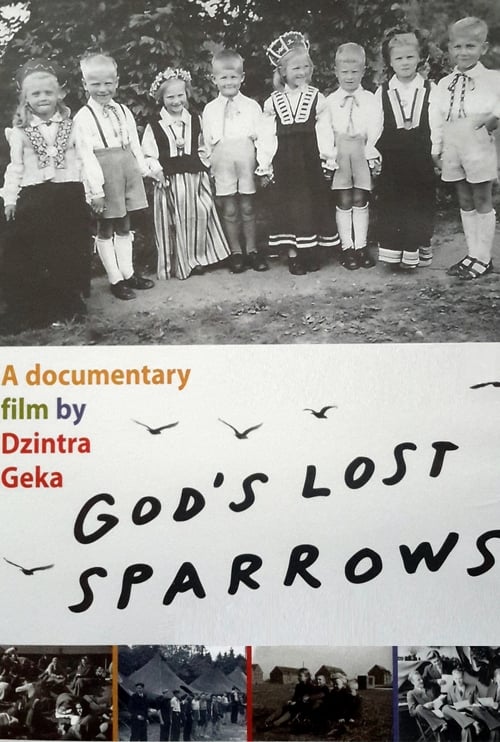 A documentary
film by
Dzintra
Geka
GOD'S LOST
SPARROWS